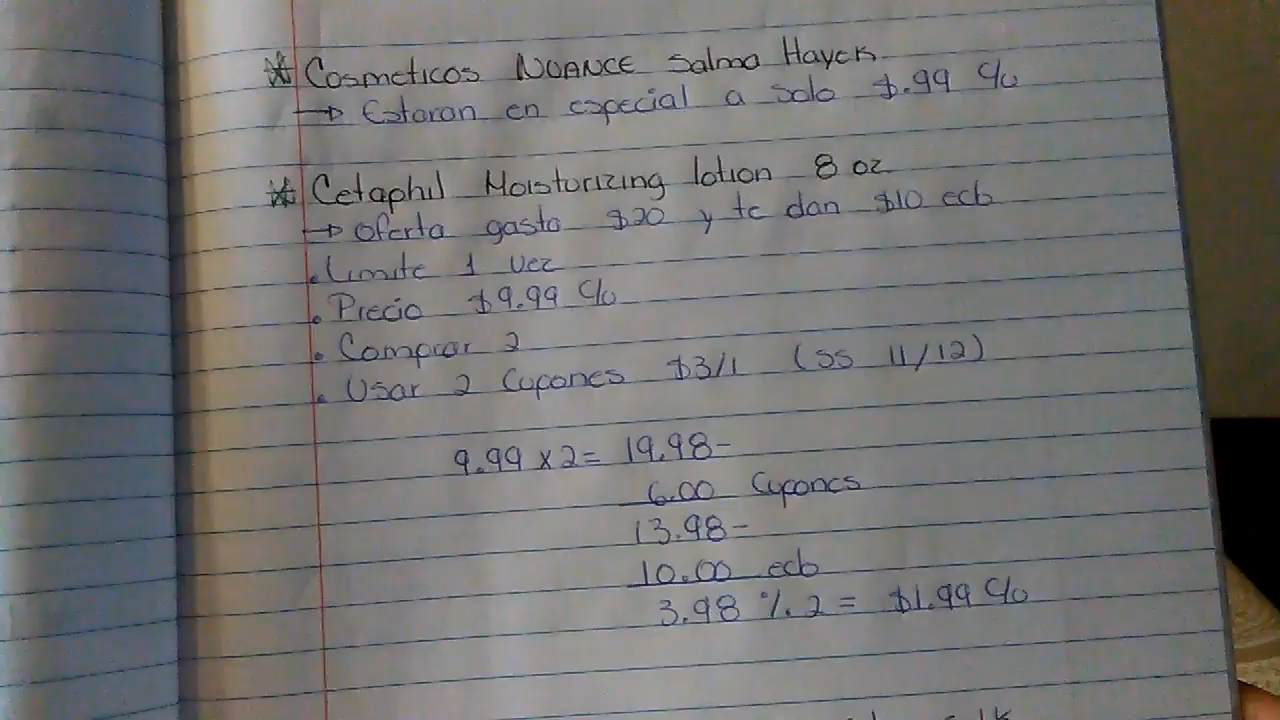 * Cosmeticos NUANCE Salma Hayek
→ Estaran en especial a solo $.99 c/o
* Cetaphil Moisturizing lotion 8 oz
→ Oferta gasta $20 y te dan $10 ecb
. Limite 1 vez
. Precio $9.99 c/o
. Comprar 2
. Usar 2 Cupones $3/1 (SS 11/12)
9.99 x 2 = 19.98-
6.00 Cupones
13.98-
10.00 ecb
3.98 ٪ 2 = $1.99 c/o